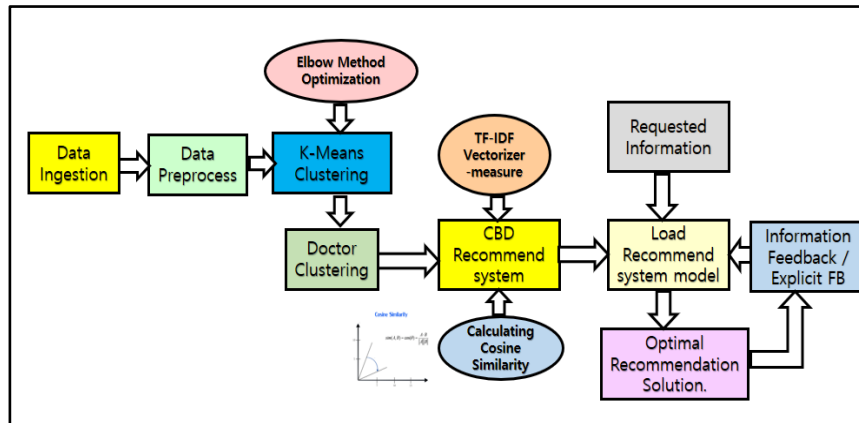 Elbow Method
Optimization
Data
Ingestion
Data
Preprocess
K-Means
Clustering
TF-IDF
Vectorizer
-measure
Requested
Information
Doctor
Clustering
CBD
Recommend
system
Load
Recommend
system model
Information
Feedback /
Explicit FB
Cosine Similarity
Calculating
Cosine
Similarity
Optimal
Recommendation
Solution.